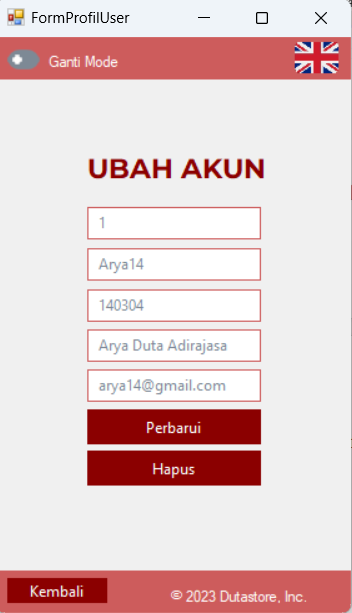 FormProfilUser
Ganti Mode
UBAH AKUN
1
Arya14
140304
Arya Duta Adirajasa
arya14@gmail.com
Perbarui
Hapus
Kembali
© 2023 Dutastore, Inc.